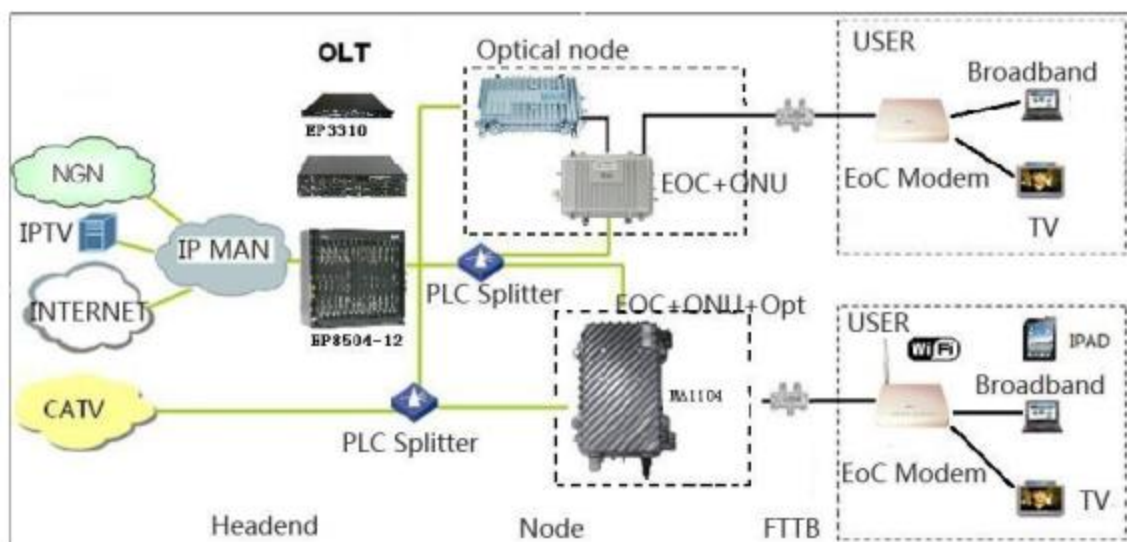 OLT
Optical node
USER
Broadband
EP3310
NGN
EOC+ONU
EoC Modem
IPTV
IP MAN
TV
PLC Splitter
INTERNET
EOC+ONU+Opt
EP8504-12
USER
WiFi
IPAD
CATV
MA1104
Broadband
PLC Splitter
EoC Modem
TV
Headend
Node
FTTB